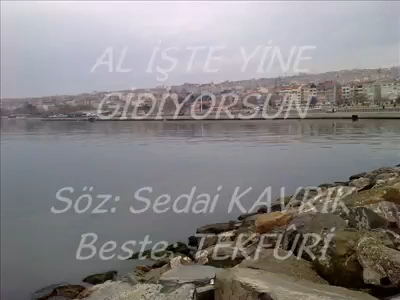 AL İŞTE YİNE
GİDİYORSUN
Söz: Sedai KAVRIK
Beste: TEKFURİ